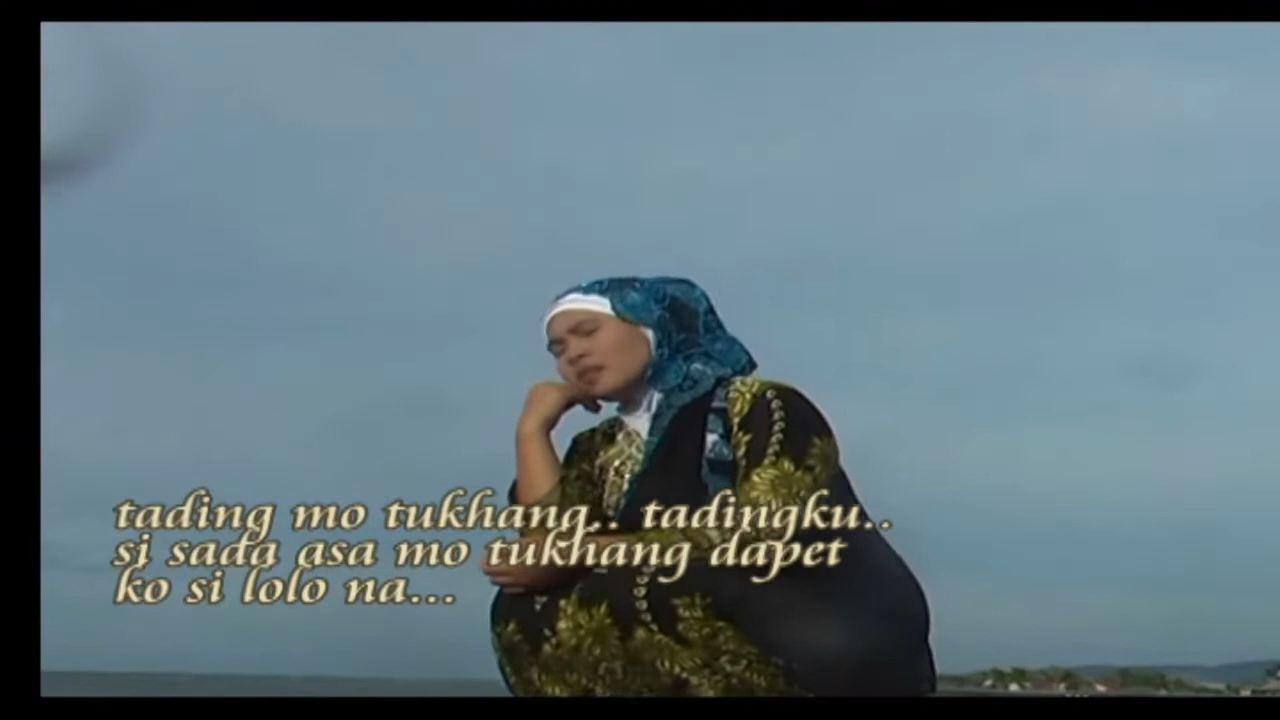 tading mo tukhang.. tadingku..
si sada asa mo tukhang dapet
ko si lolo na...